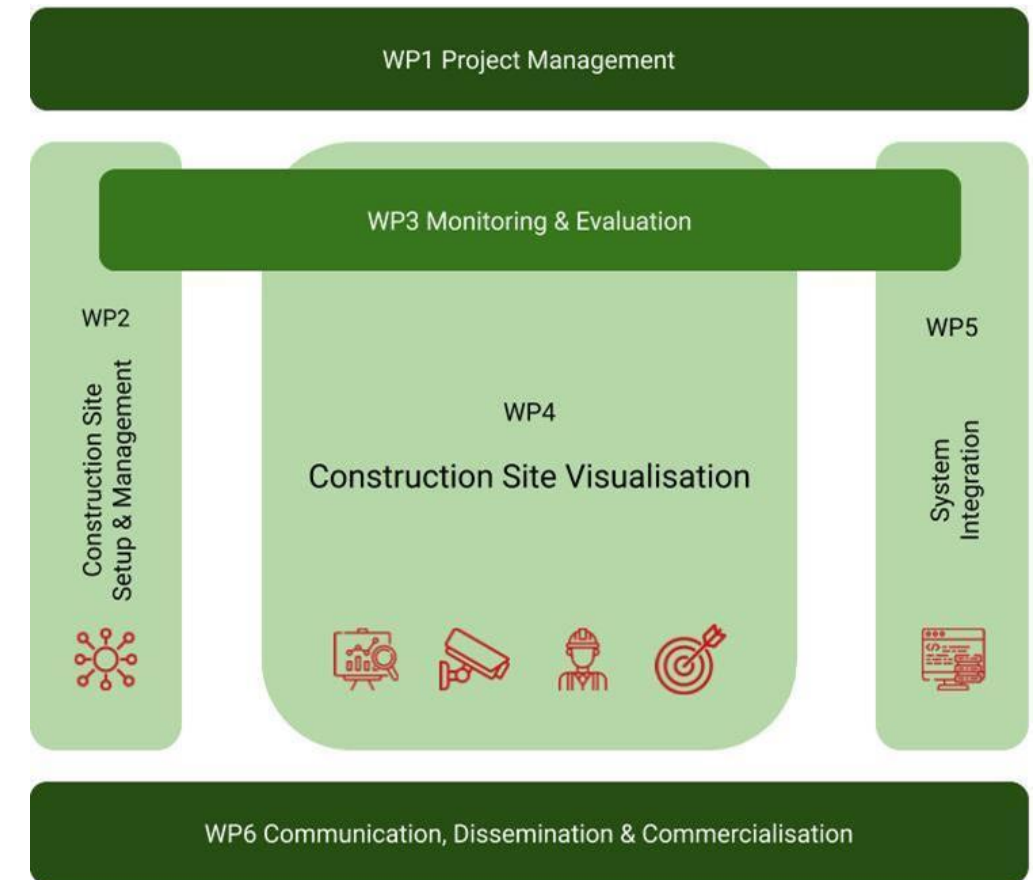 WP1 Project Management
WP3 Monitoring & Evaluation
WP2
Construction Site
Setup & Management
WP4
Construction Site Visualisation
WP5
System
Integration
WP6 Communication, Dissemination & Commercialisation